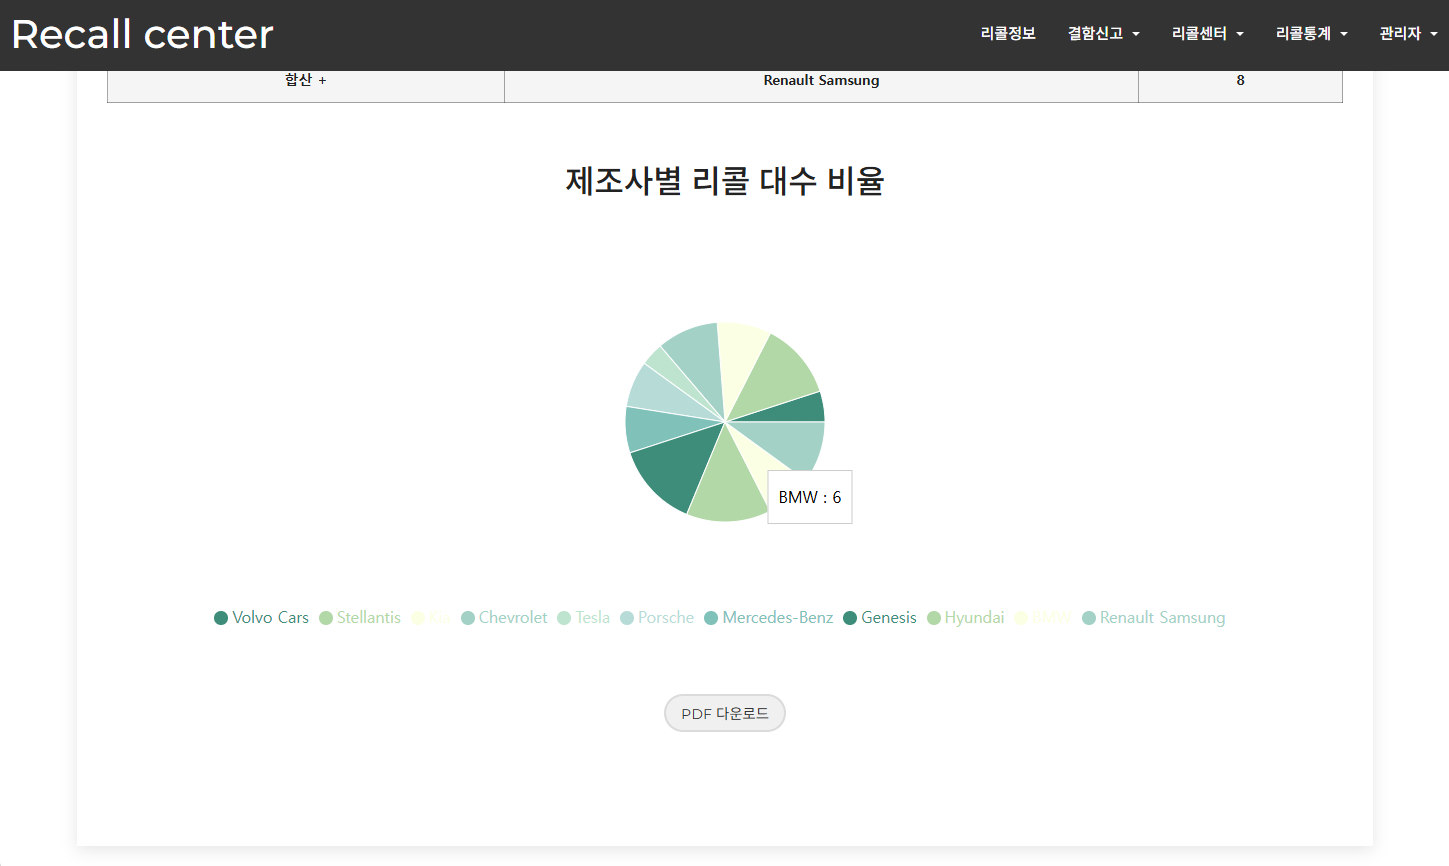 Recall center
리콜정보 결함신고 리콜센터 리콜통계 관리자
합산 + Renault Samsung 8
제조사별 리콜 대수 비율
BMW : 6
Volvo Cars Stellantis Kia Chevrolet Tesla Porsche Mercedes-Benz Genesis Hyundai BMW Renault Samsung
PDF 다운로드